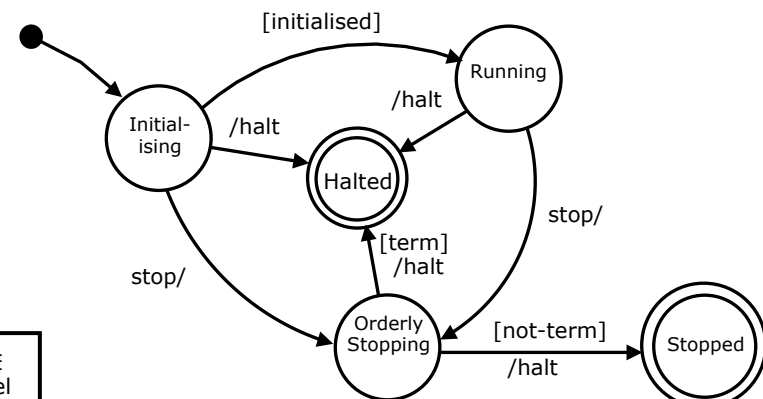 [initialised]
Running
Initial-
ising
/halt
/halt
Halted
stop/
[term]
/halt
stop/
Orderly
Stopping
[not-term]
/halt
Stopped